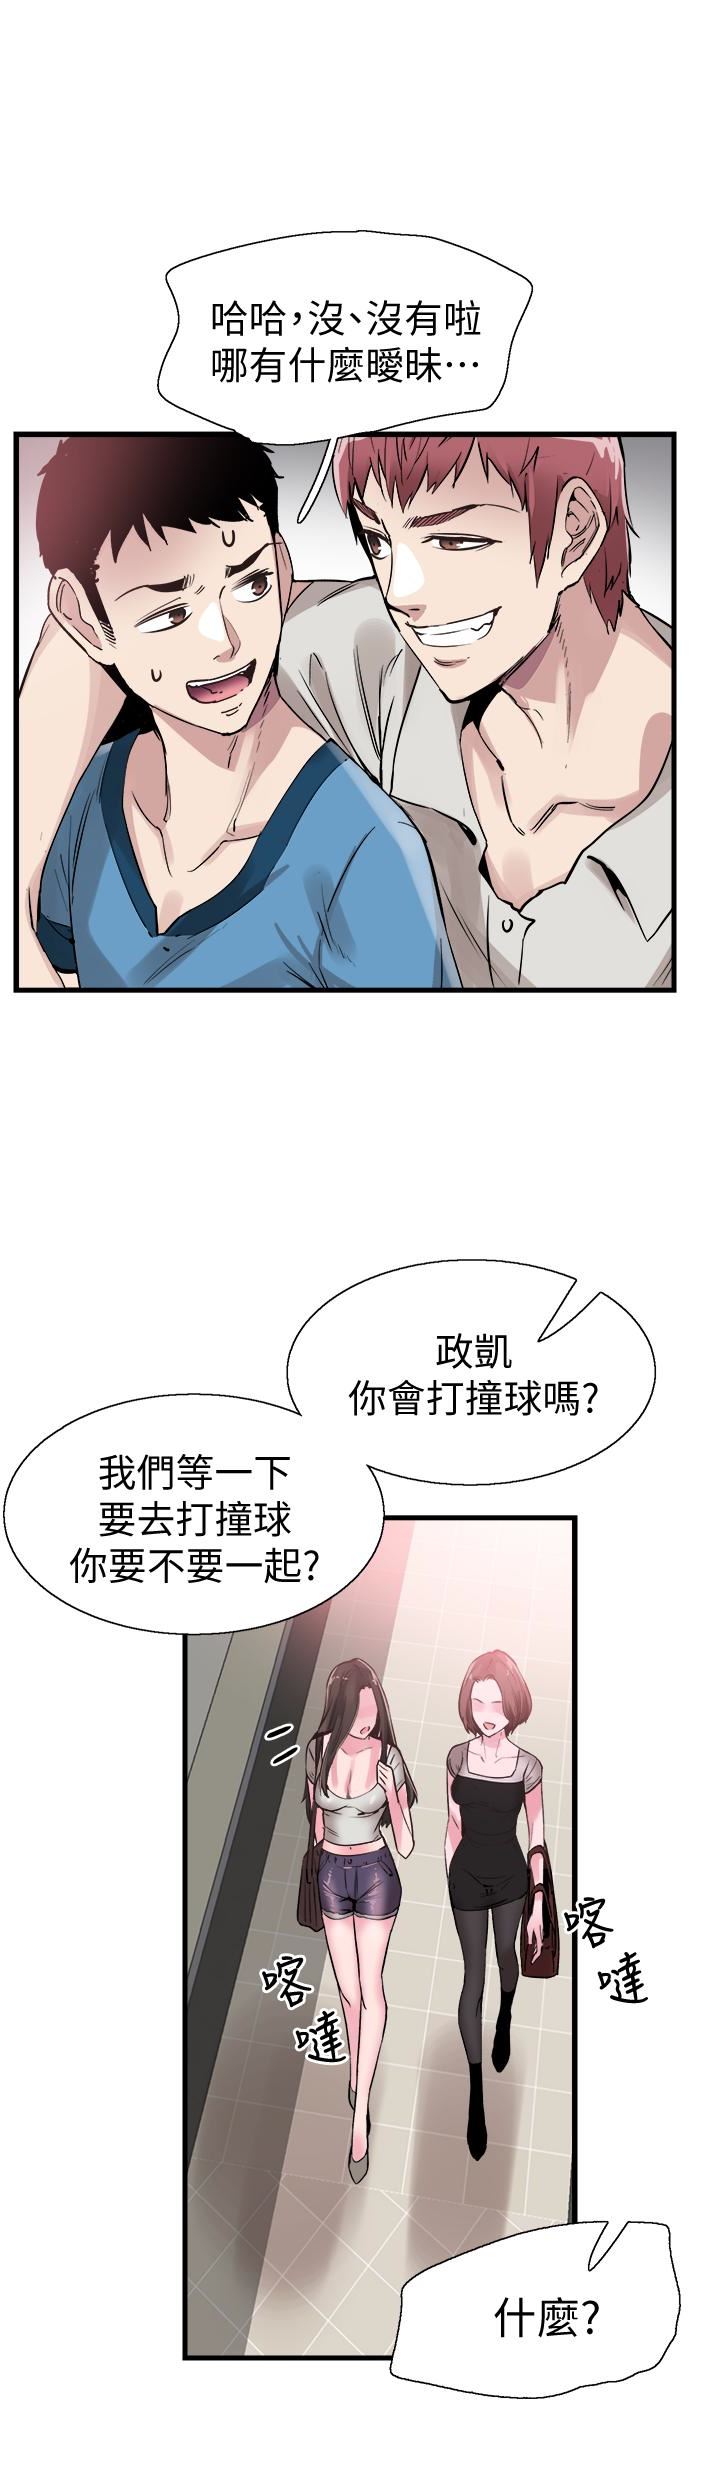 哈哈，沒、沒有啦
哪有什麼曖昧…
政凱
你會打撞球嗎?
我們等一下
要去打撞球
你要不要一起?
喀
噠
喀
噠
什麼?